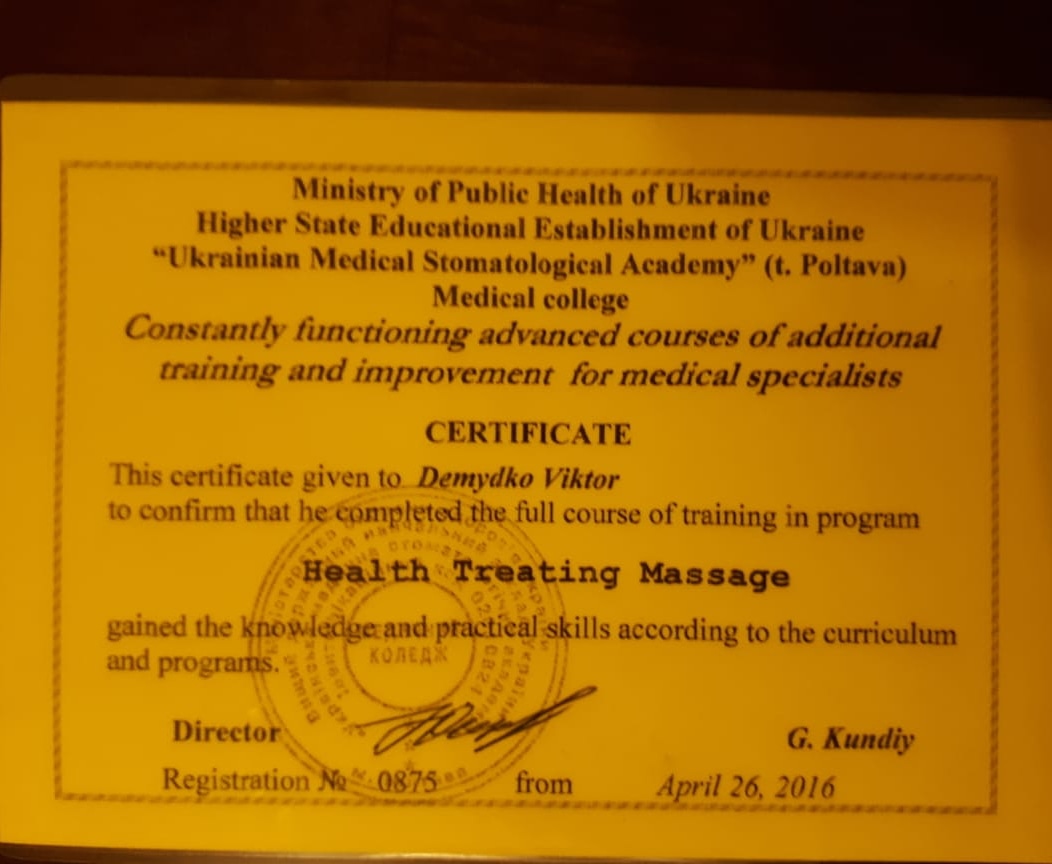 Ministry of Public Health of Ukraine
Higher State Educational Establishment of Ukraine
“Ukrainian Medical Stomatological Academy” (t. Poltava)
Medical college
Constantly functioning advanced courses of additional
training and improvement for medical specialists
CERTIFICATE
This certificate given to Demydko Viktor
to confirm that he completed the full course of training in program
Health Treating Massage
gained the knowledge and practical skills according to the curriculum
and programs.
КОЛЕДЖ
Director G. Kundiy
Registration № 0875 from April 26, 2016